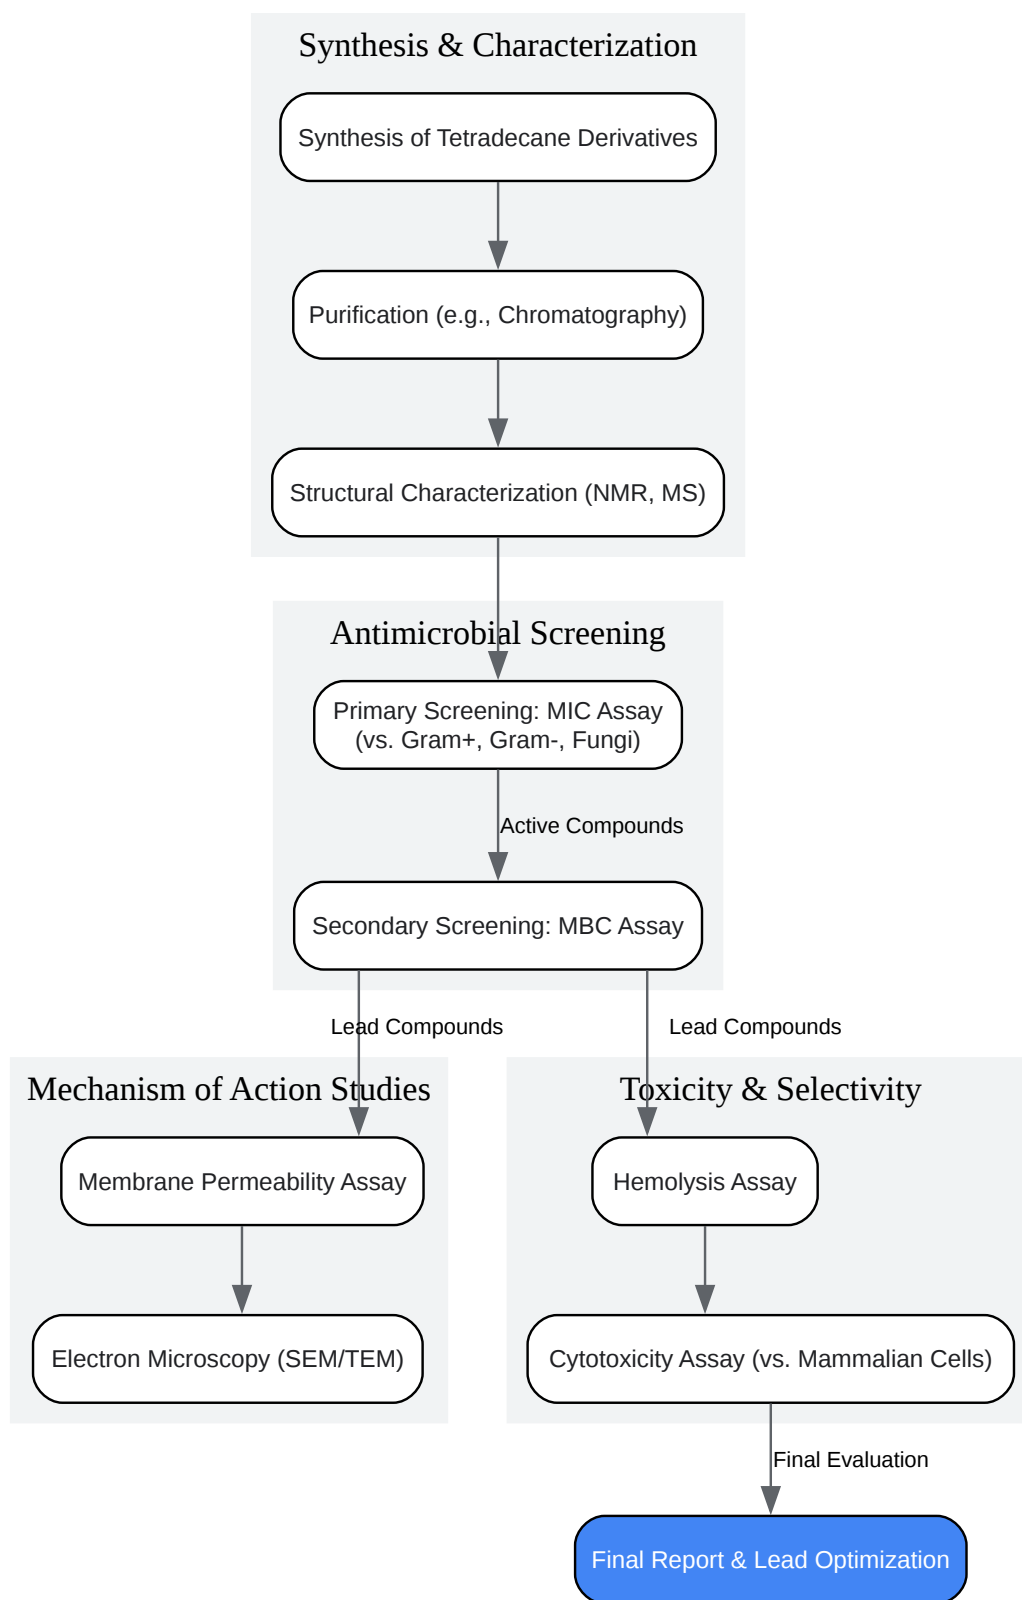 Synthesis & Characterization
Synthesis of Tetradecane Derivatives
Purification (e.g., Chromatography)
Structural Characterization (NMR, MS)
Antimicrobial Screening
Primary Screening: MIC Assay
(vs. Gram+, Gram-, Fungi)
Active Compounds
Secondary Screening: MBC Assay
Lead Compounds
Lead Compounds
Mechanism of Action Studies
Membrane Permeability Assay
Electron Microscopy (SEM/TEM)
Toxicity & Selectivity
Hemolysis Assay
Cytotoxicity Assay (vs. Mammalian Cells)
Final Evaluation
Final Report & Lead Optimization